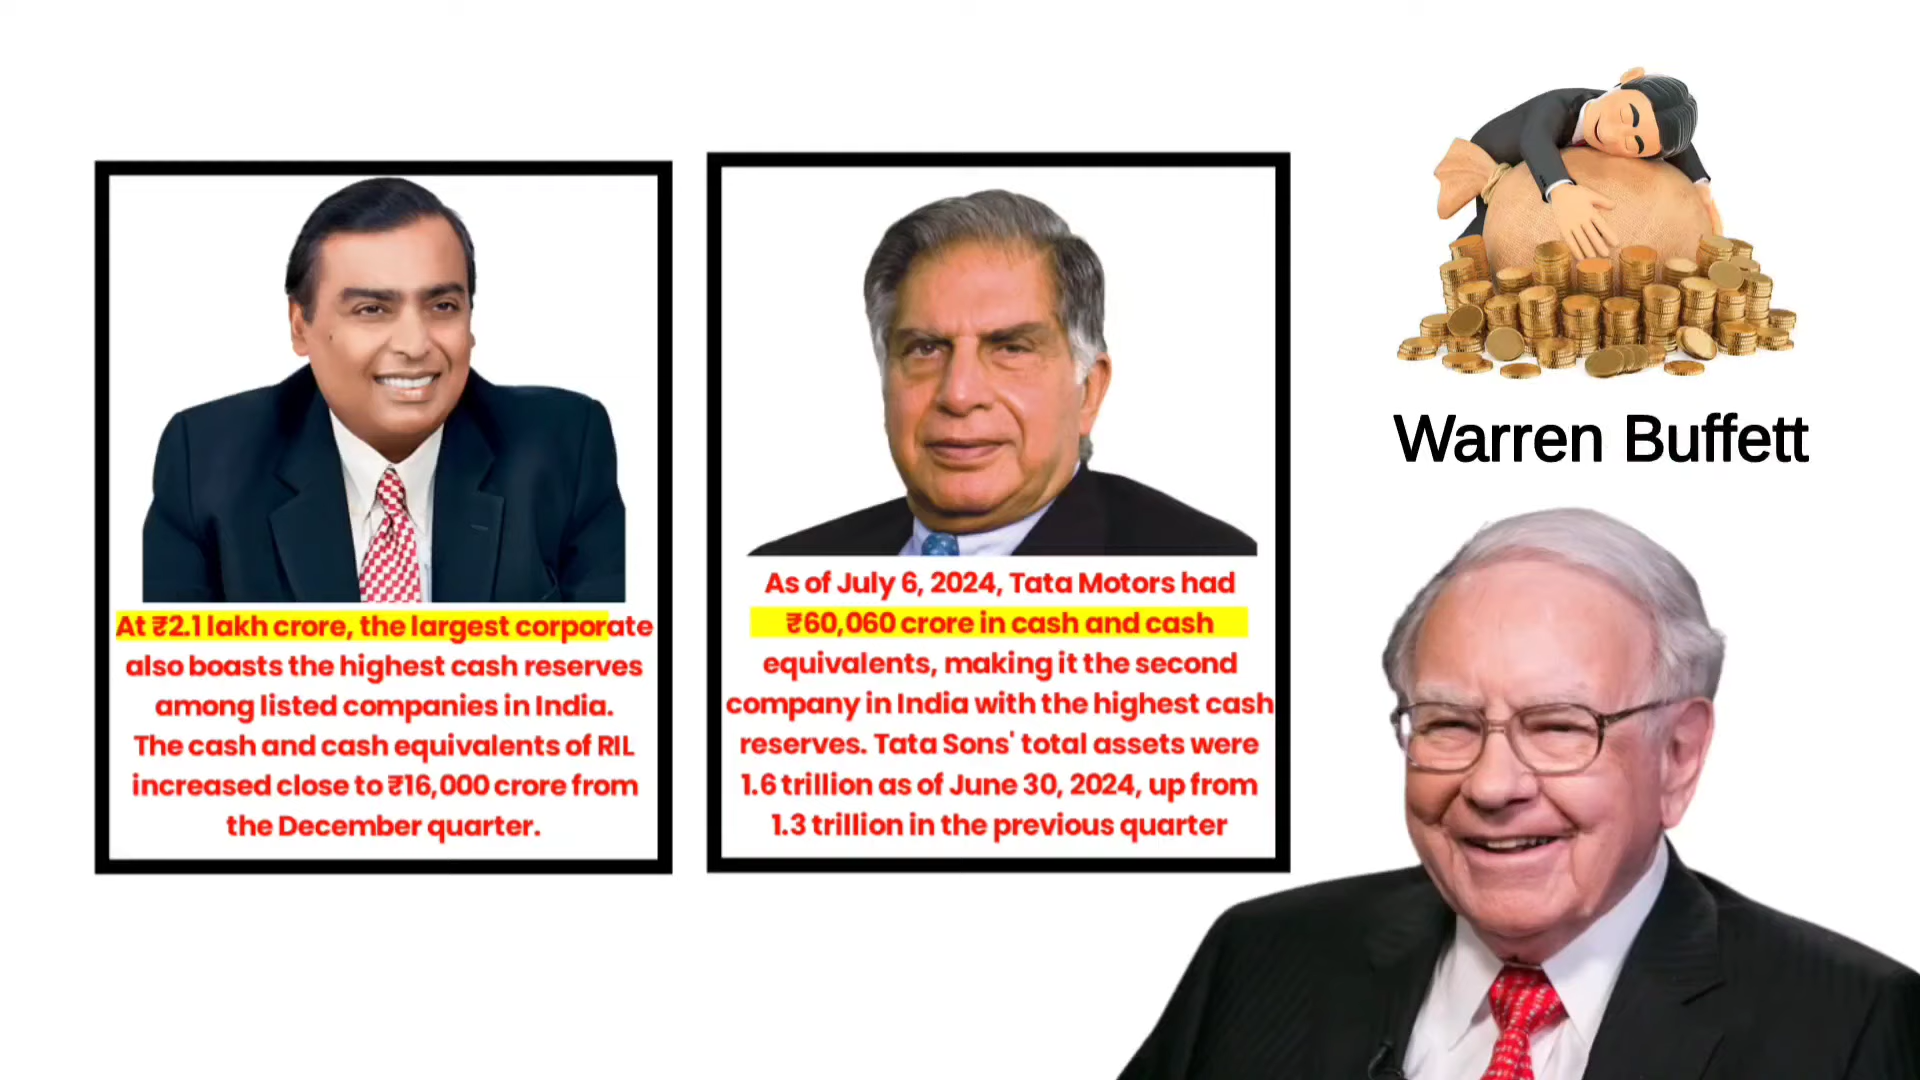 At ₹2.1 lakh crore, the largest corporate
also boasts the highest cash reserves
among listed companies in India.
The cash and cash equivalents of RIL
increased close to ₹16,000 crore from
the December quarter.
As of July 6, 2024, Tata Motors had
₹60,060 crore in cash and cash
equivalents, making it the second
company in India with the highest cash
reserves. Tata Sons' total assets were
1.6 trillion as of June 30, 2024, up from
1.3 trillion in the previous quarter
Warren Buffett